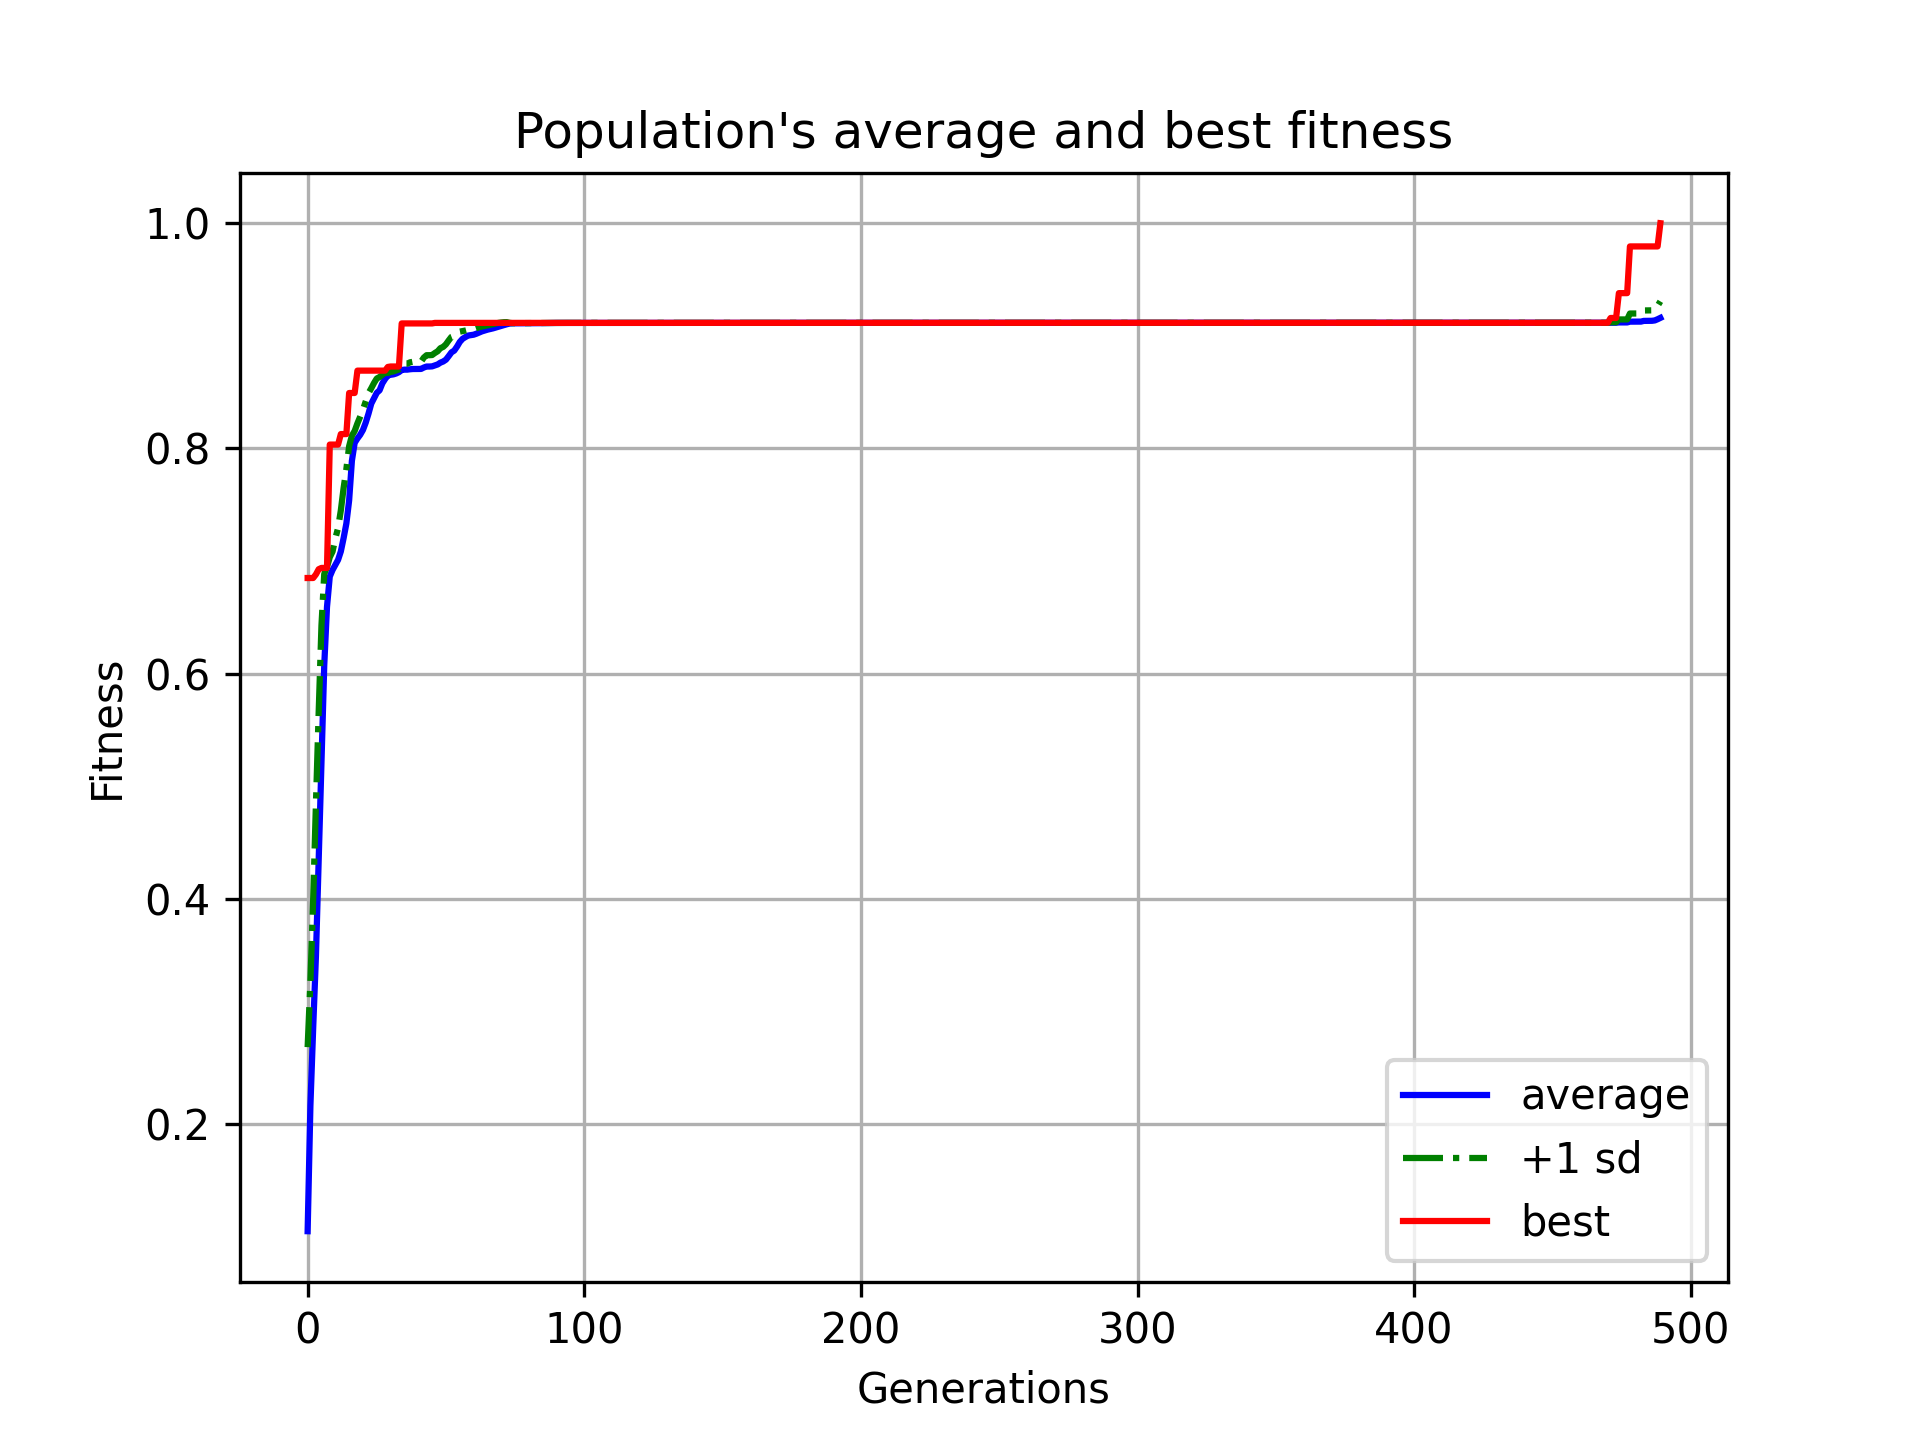 Population's average and best fitness
1.0
0.8
0.6
0.4
0.2
Fitness
0 100 200 300 400 500
Generations
average
+1 sd
best